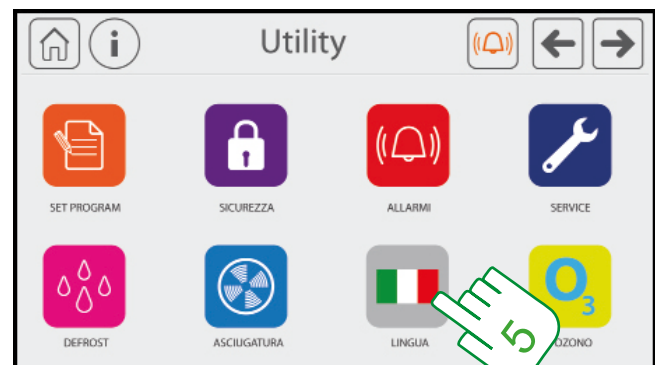 i Utility
SET PROGRAM SICUREZZA ALLARMI SERVICE
O3
DEFROST ASCIUGATURA LINGUA OZONO
5